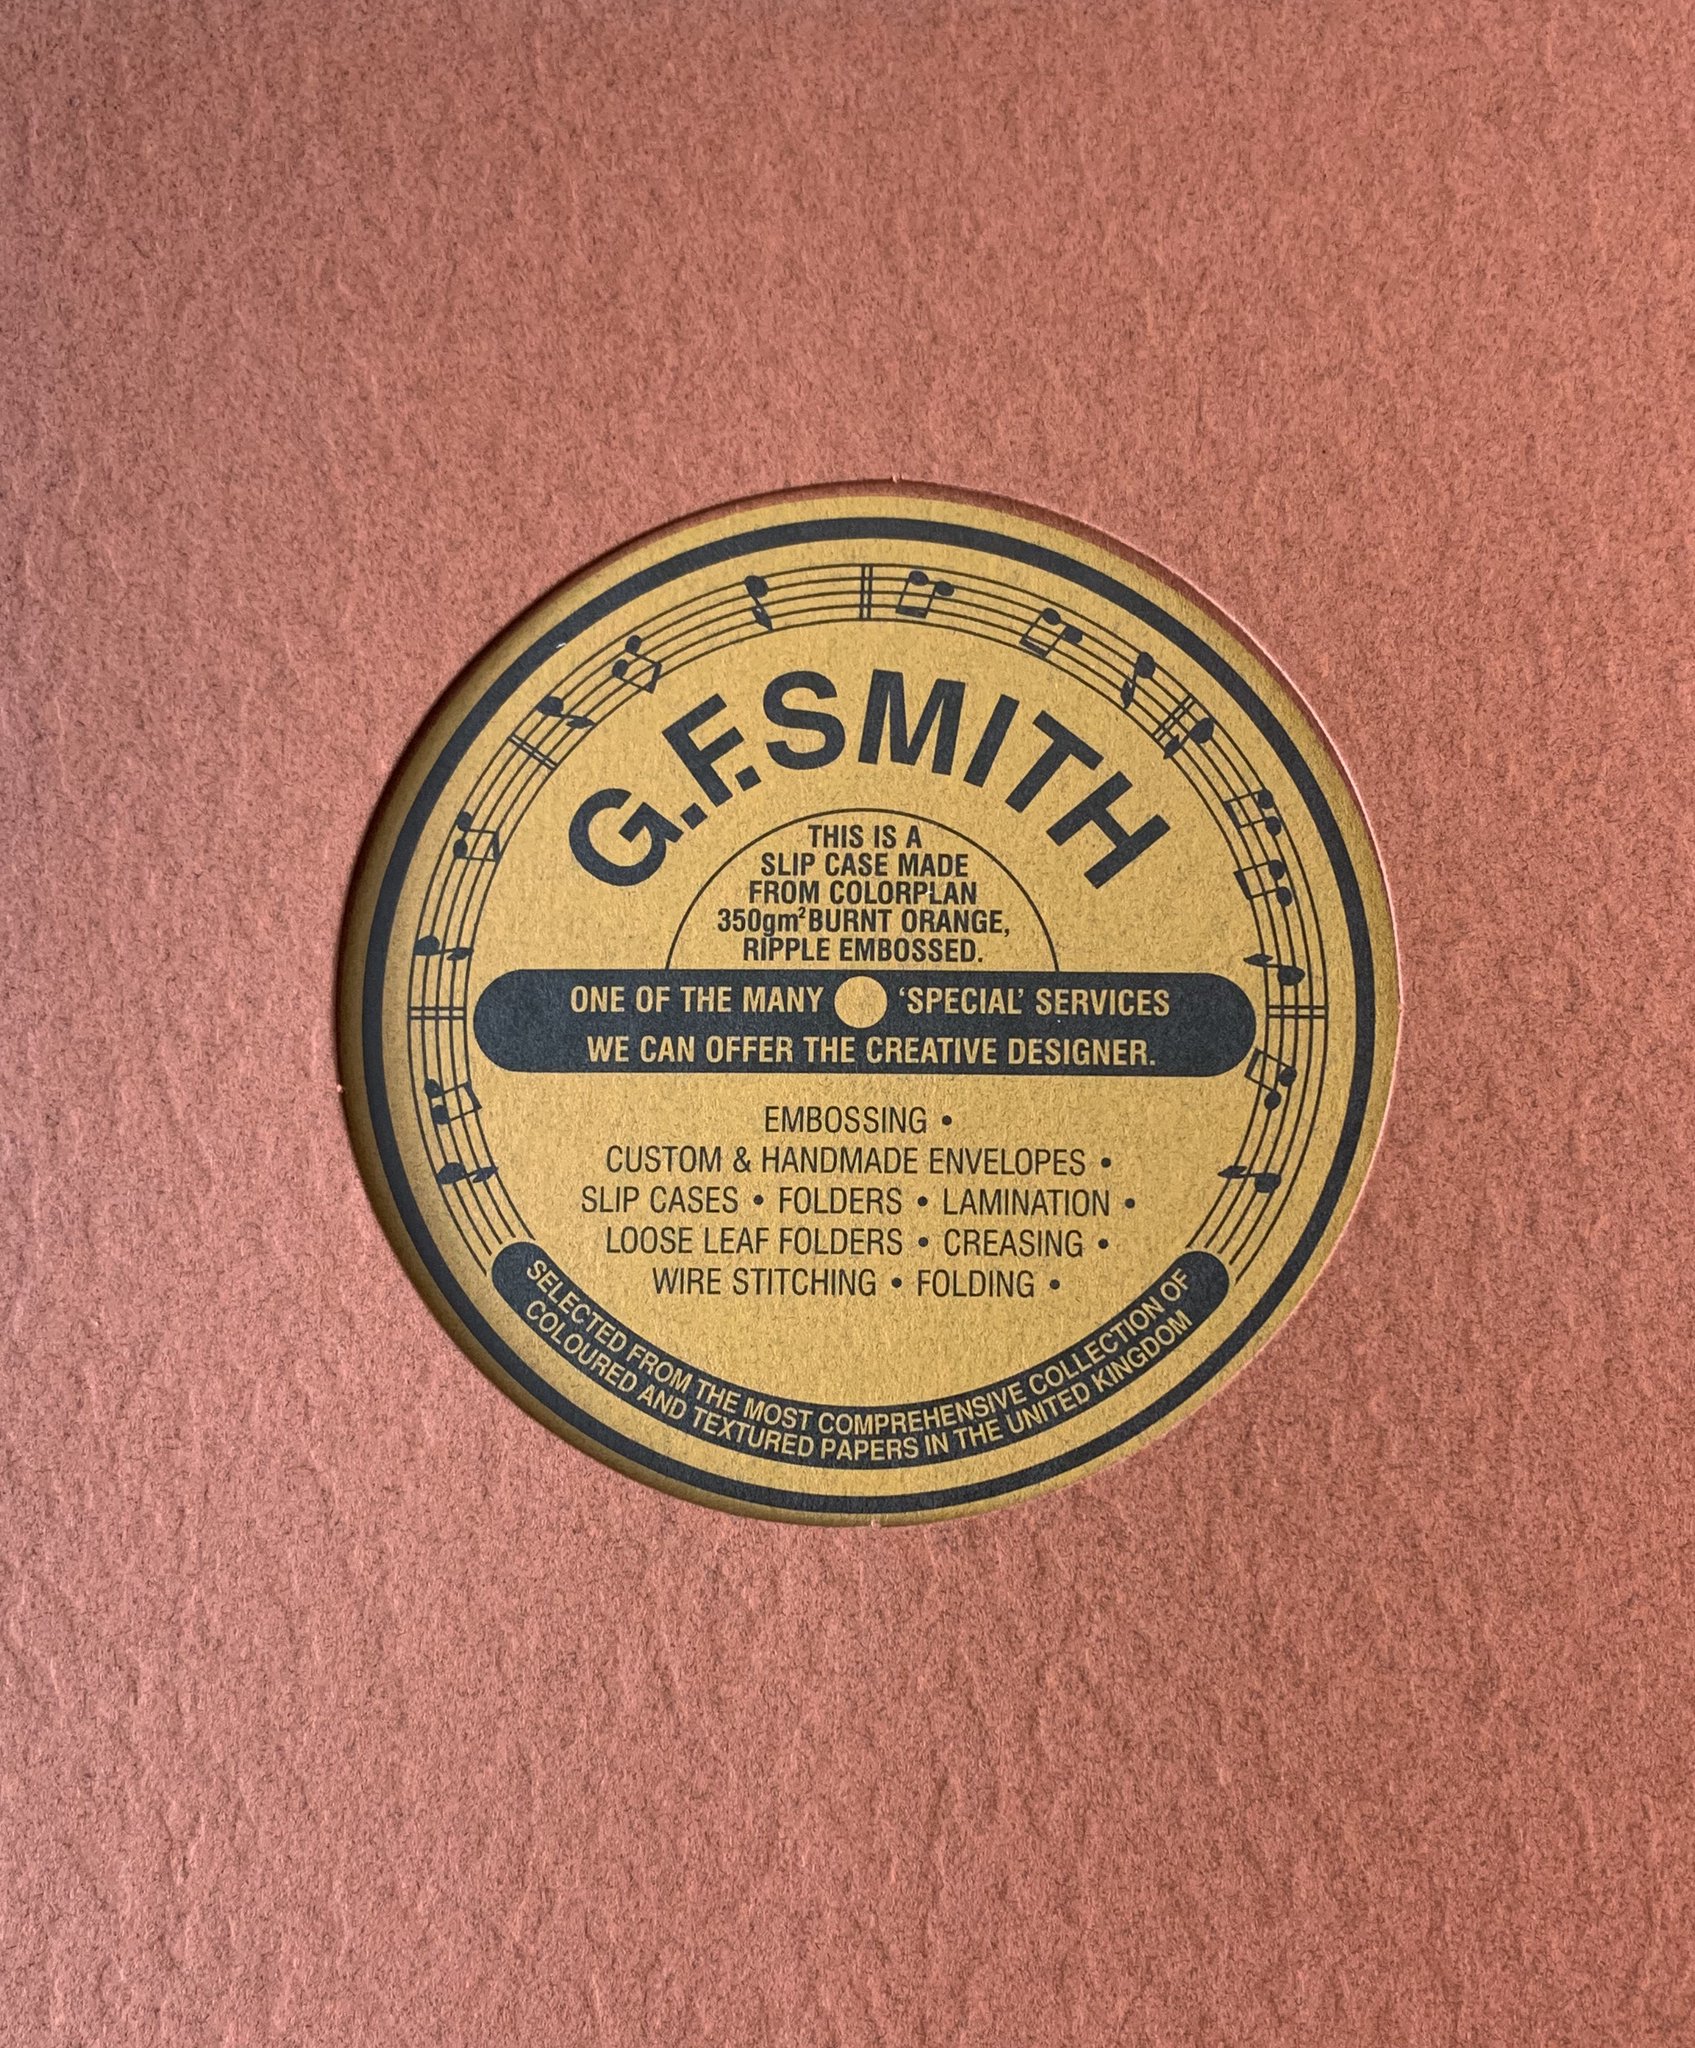 G.F. SMITH
THIS IS A
SLIP CASE MADE
FROM COLORPLAN
350gm² BURNT ORANGE,
RIPPLE EMBOSSED.
ONE OF THE MANY ‘SPECIAL’ SERVICES
WE CAN OFFER THE CREATIVE DESIGNER.
EMBOSSING •
CUSTOM & HANDMADE ENVELOPES •
SLIP CASES • FOLDERS • LAMINATION •
LOOSE LEAF FOLDERS • CREASING •
WIRE STITCHING • FOLDING •
SELECTED FROM THE MOST COMPREHENSIVE COLLECTION OF
COLOURED AND TEXTURED PAPERS IN THE UNITED KINGDOM